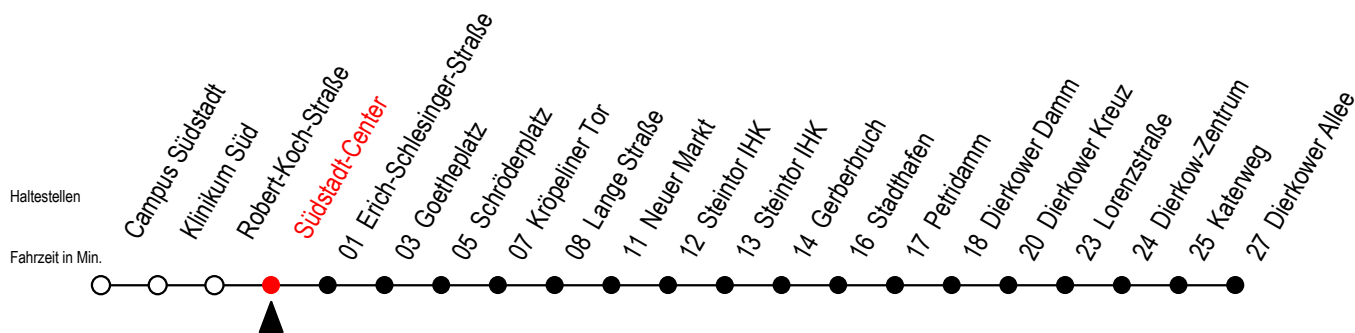 Haltestellen
Fahrzeit in Min.
Campus Südstadt
Klinikum Süd
Robert-Koch-Straße
Südstadt-Center
01 Erich-Schlesinger-Straße
03 Goetheplatz
05 Schröderplatz
07 Kröpeliner Tor
08 Lange Straße
11 Neuer Markt
12 Steintor IHK
13 Steintor IHK
14 Gerberbruch
16 Stadthafen
17 Petridamm
18 Dierkower Damm
20 Dierkower Kreuz
23 Lorenzstraße
24 Dierkow-Zentrum
25 Katerweg
27 Dierkower Allee